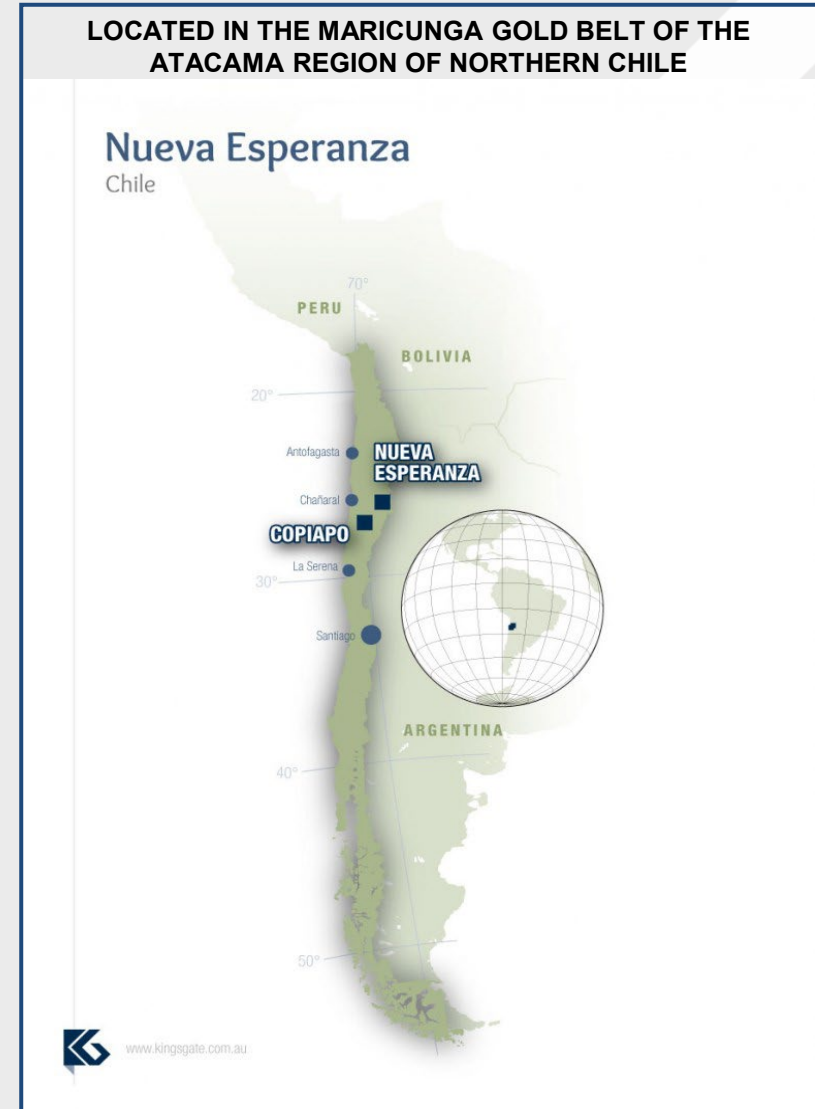 LOCATED IN THE MARICUNGA GOLD BELT OF THE
ATACAMA REGION OF NORTHERN CHILE
Nueva Esperanza
Chile
70°
PERU
BOLIVIA
20°
Antofagasta
NUEVA
ESPERANZA
Chañaral
COPIAPO
La Serena
30°
Santiago
ARGENTINA
40°
50°
www.kingsgate.com.au